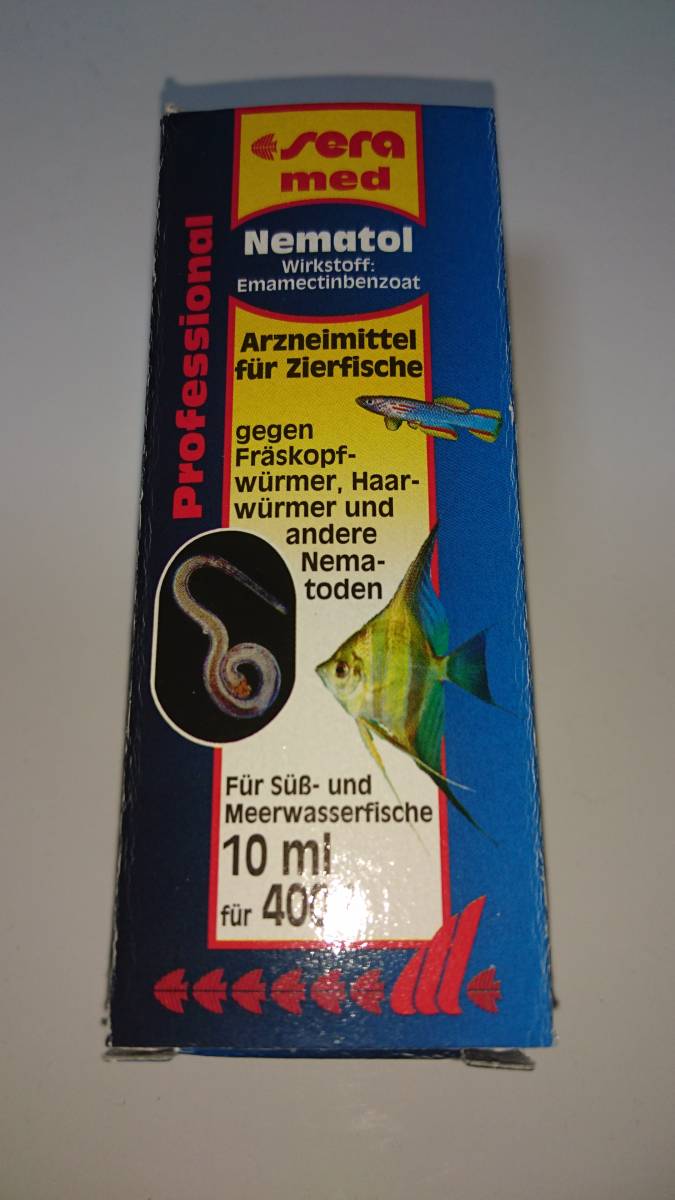 sera
med
Professional
Nematol
Wirkstoff:
Emamectinbenzoat
Arzneimittel
für Zierfische
gegen
Fräskopf-
würmer, Haar-
würmer und
andere
Nema-
toden
Für Süß- und
Meerwasserfische
10 ml
für